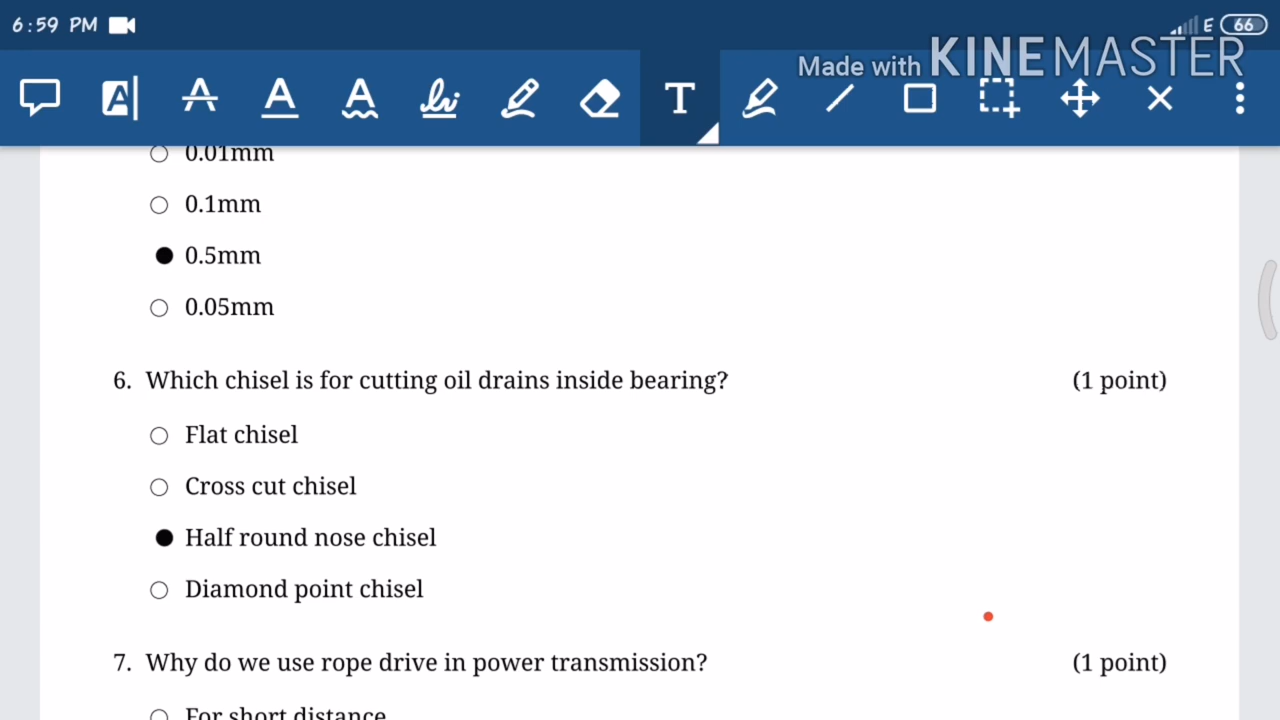 6:59 PM
E 66
Made with KINEMASTER
A A A A T
0.01mm
0.1mm
0.5mm
0.05mm
6. Which chisel is for cutting oil drains inside bearing? (1 point)
Flat chisel
Cross cut chisel
Half round nose chisel
Diamond point chisel
7. Why do we use rope drive in power transmission? (1 point)
For short distance